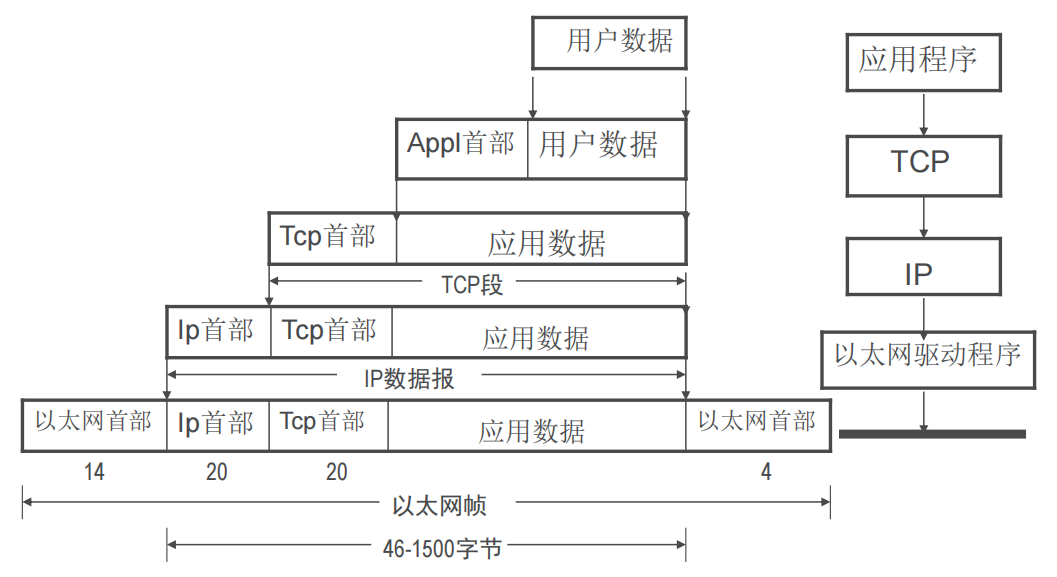 用户数据
应用程序
Appl首部 用户数据
TCP
Tcp首部 应用数据
IP
TCP段
Ip首部 Tcp首部 应用数据
以太网驱动程序
IP数据报
以太网首部 Ip首部 Tcp首部 应用数据 以太网首部
14 20 20 4
以太网帧
46-1500字节